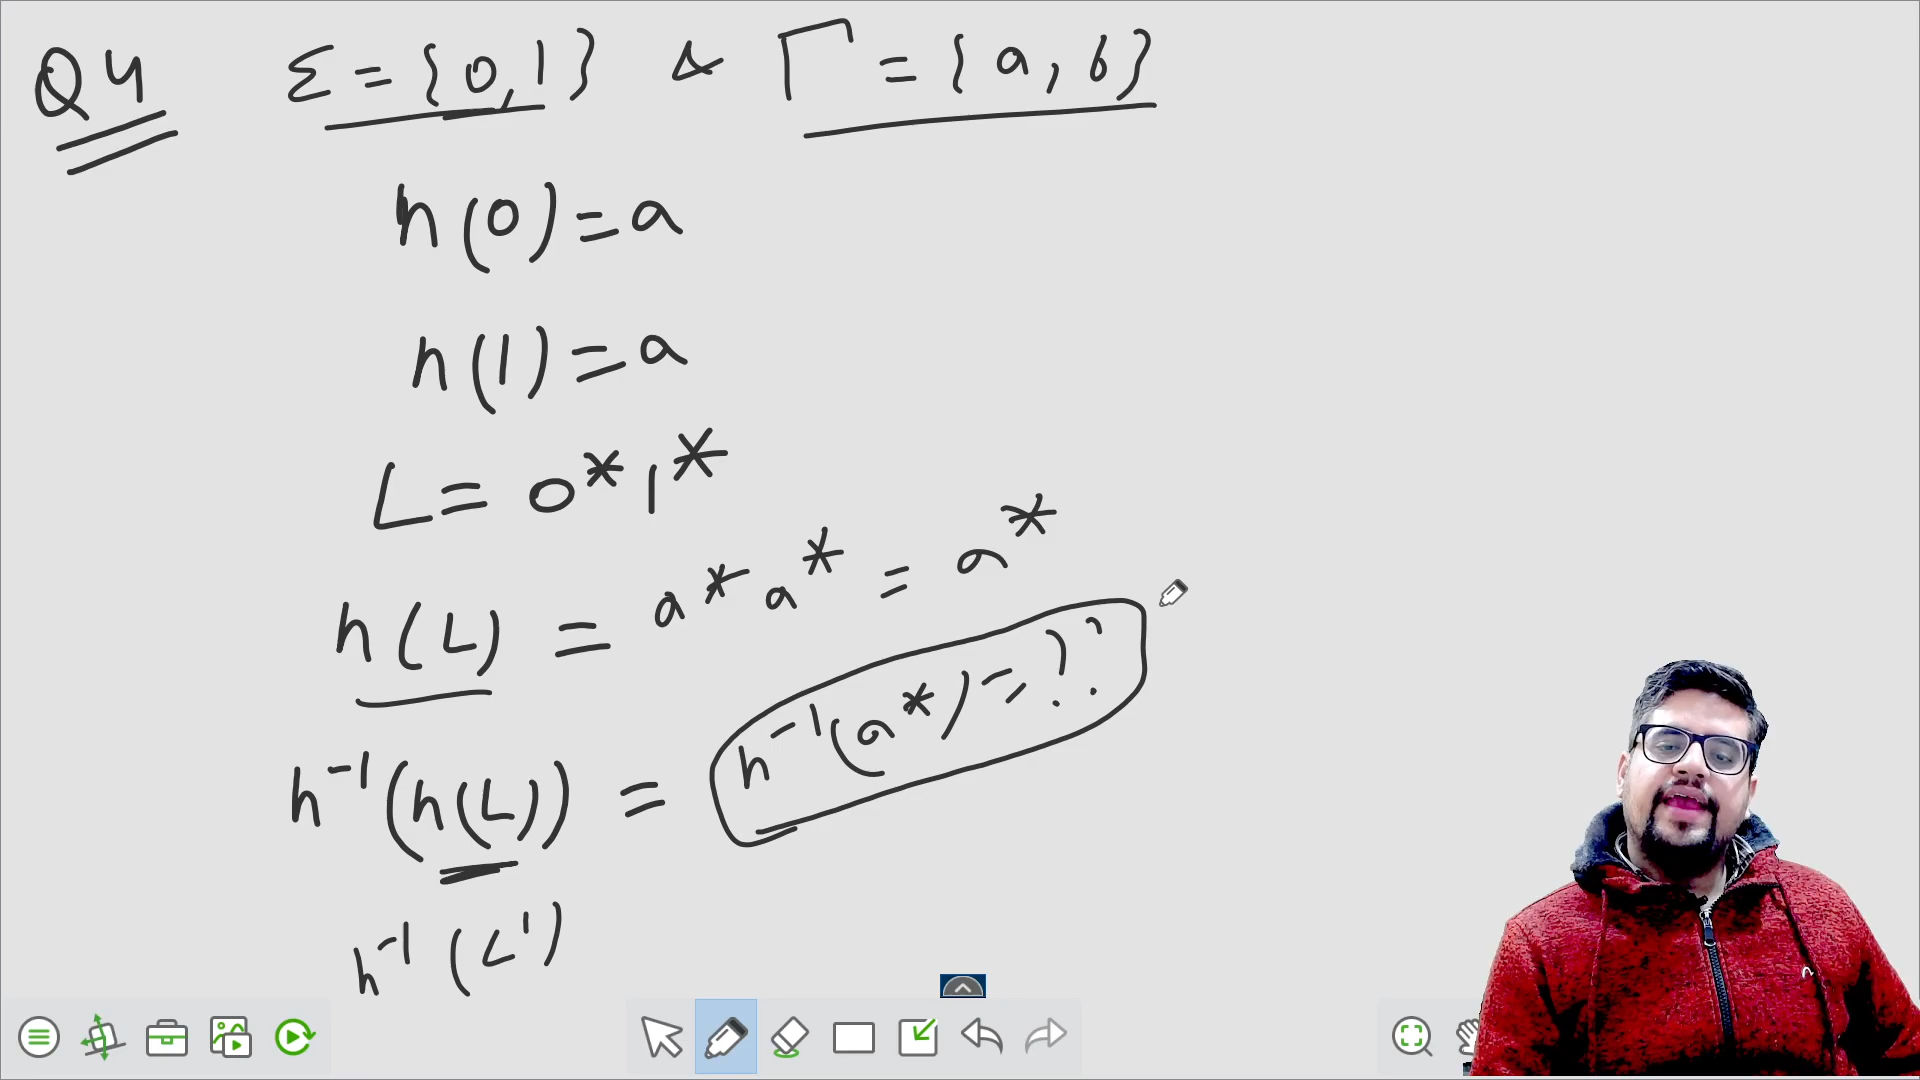 Q4 Σ = {0,1} & Γ = {a, b}
h(0) = a
h(1) = a
L = 0*1*
h(L) = a*a* = a*
h⁻¹(h(L)) = h⁻¹(a*) = ??
h⁻¹(L')